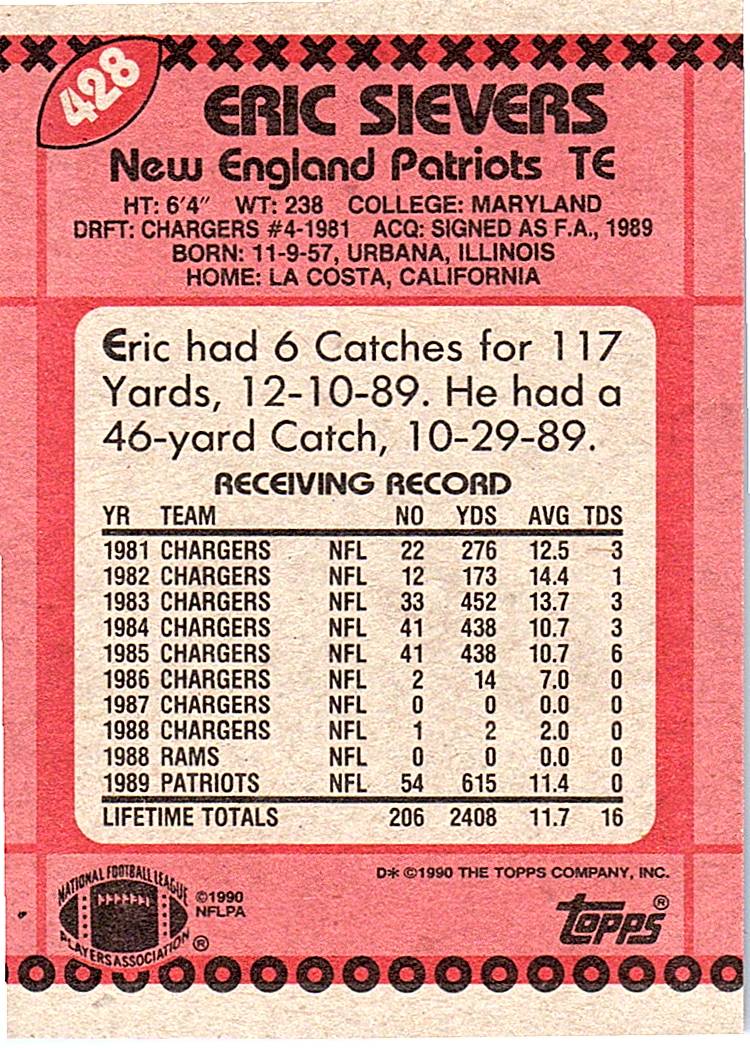 428
ERIC SIEVERS
New England Patriots TE
HT: 6'4" WT: 238 COLLEGE: MARYLAND
DRFT: CHARGERS #4-1981 ACQ: SIGNED AS F.A., 1989
BORN: 11-9-57, URBANA, ILLINOIS
HOME: LA COSTA, CALIFORNIA
Eric had 6 Catches for 117
Yards, 12-10-89. He had a
46-yard Catch, 10-29-89.
RECEIVING RECORD
YR TEAM NO YDS AVG TDS
1981 CHARGERS NFL 22 276 12.5 3
1982 CHARGERS NFL 12 173 14.4 1
1983 CHARGERS NFL 33 452 13.7 3
1984 CHARGERS NFL 41 438 10.7 3
1985 CHARGERS NFL 41 438 10.7 6
1986 CHARGERS NFL 2 14 7.0 0
1987 CHARGERS NFL 0 0 0.0 0
1988 CHARGERS NFL 1 2 2.0 0
1988 RAMS NFL 0 0 0.0 0
1989 PATRIOTS NFL 54 615 11.4 0
LIFETIME TOTALS 206 2408 11.7 16
D* ©1990 THE TOPPS COMPANY, INC.
NATIONAL FOOTBALL LEAGUE
PLAYERS ASSOCIATION ®
©1990
NFLPA
topps ®